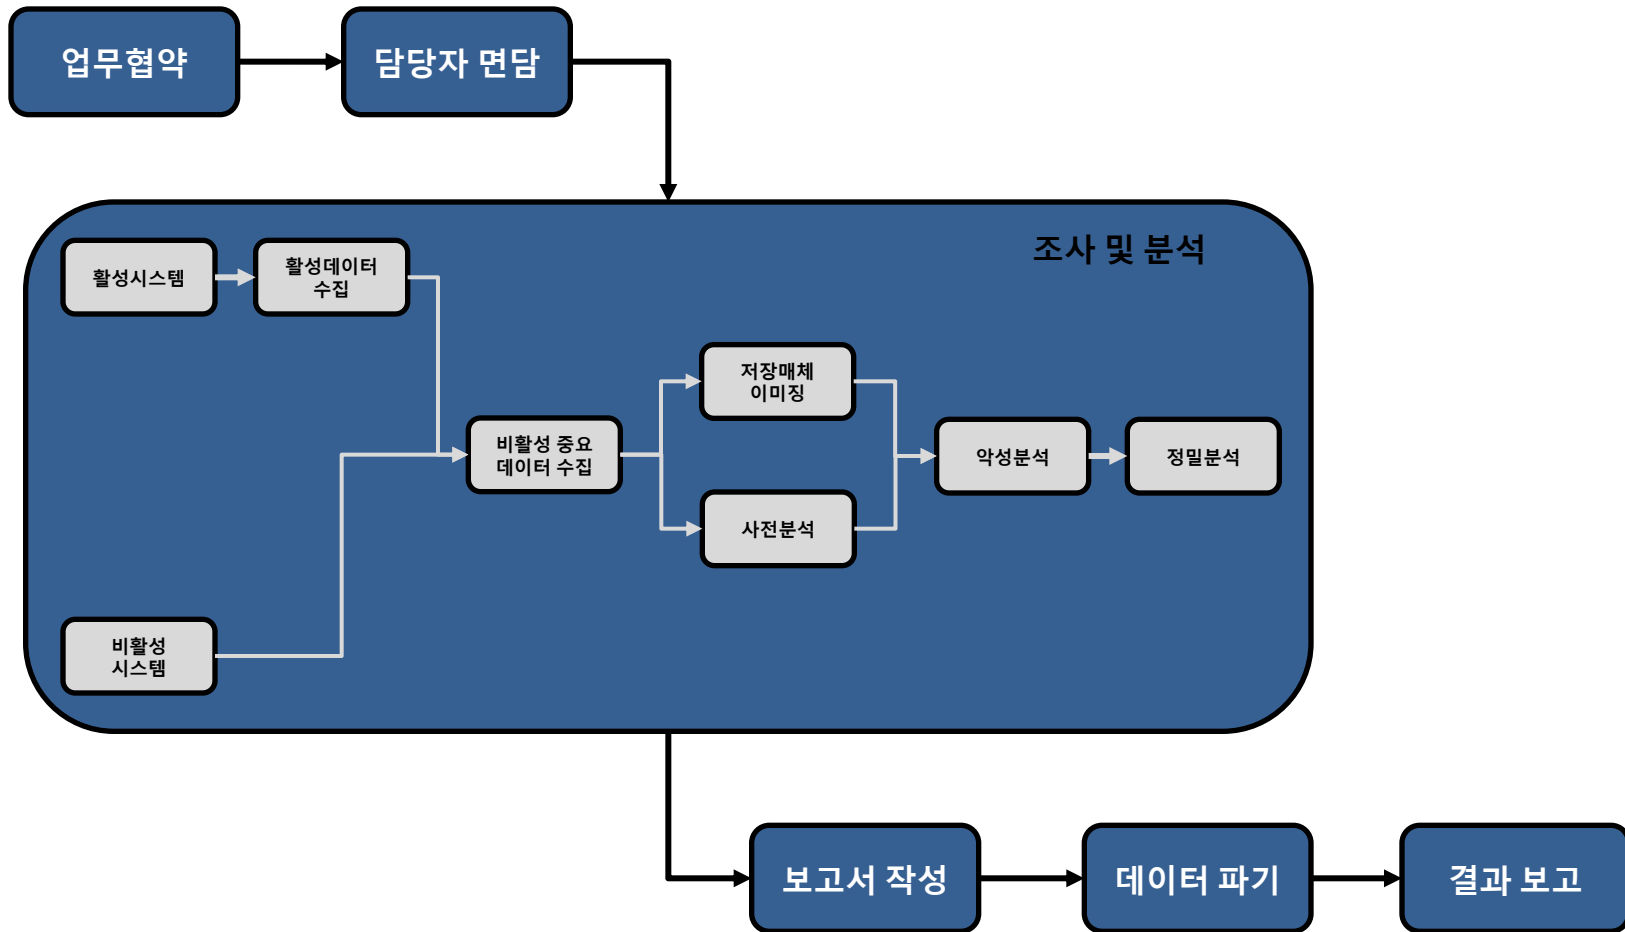 업무협약
담당자 면담
조사 및 분석
활성시스템
활성데이터
수집
저장매체
이미징
비활성 중요
데이터 수집
악성분석
정밀분석
사전분석
비활성
시스템
보고서 작성
데이터 파기
결과 보고